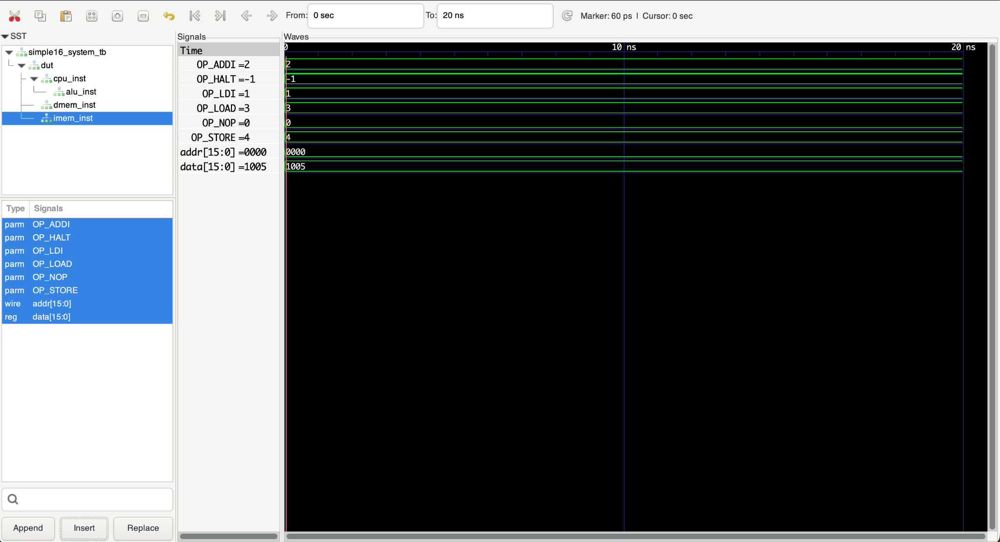 From: 0 sec To: 20 ns Marker: 60 ps | Cursor: 0 sec
SST
simple16_system_tb
dut
cpu_inst
alu_inst
dmem_inst
imem_inst
Type Signals
parm OP_ADDI
parm OP_HALT
parm OP_LDI
parm OP_LOAD
parm OP_NOP
parm OP_STORE
wire addr[15:0]
reg data[15:0]
Append Insert Replace
Signals
Time
OP_ADDI =2
OP_HALT =-1
OP_LDI =1
OP_LOAD =3
OP_NOP =0
OP_STORE =4
addr[15:0] =0000
data[15:0] =1005
Waves
0 10 ns 20 ns
2
-1
1
3
0
4
0000
1005